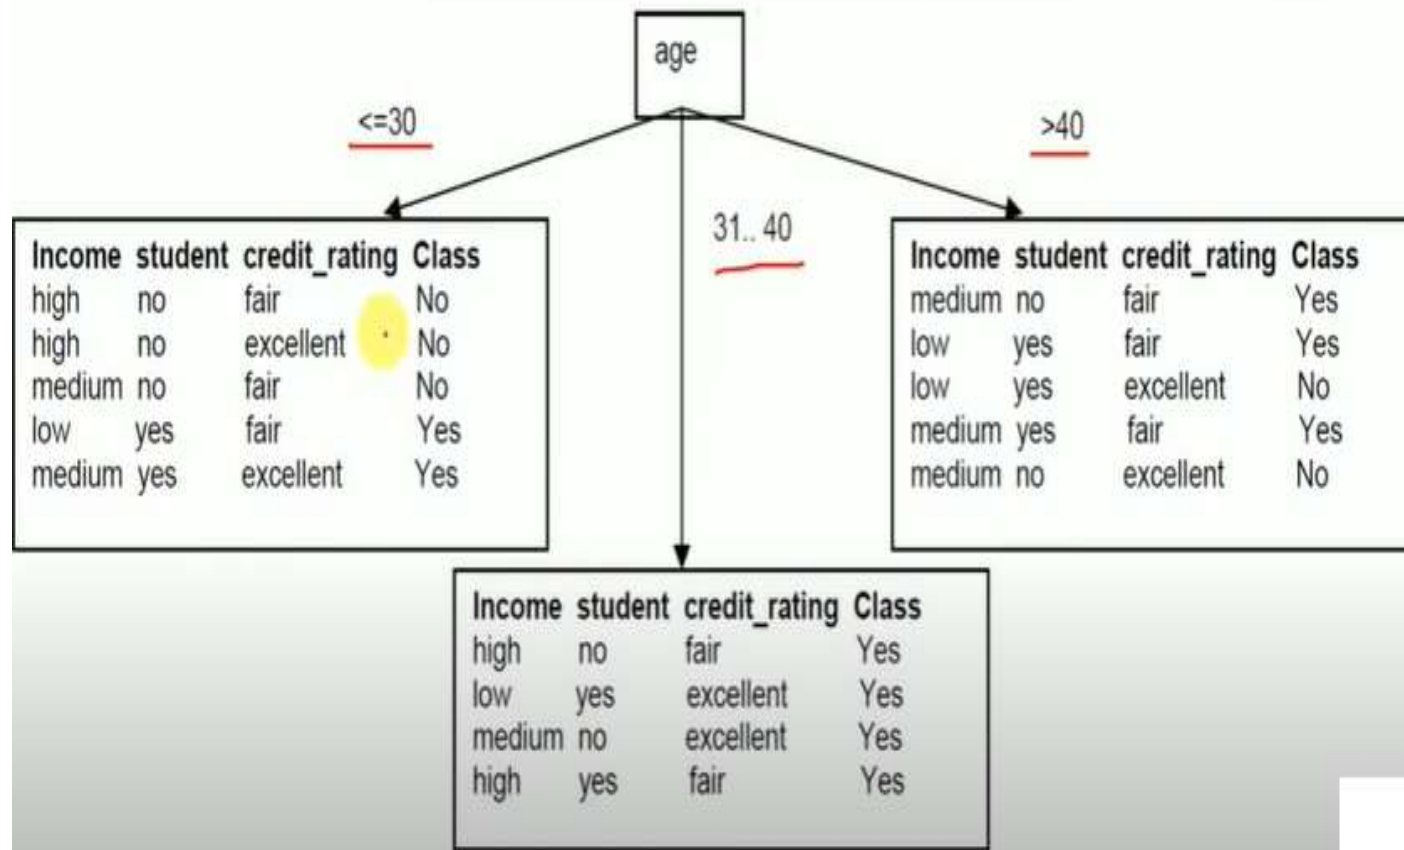 age
<=30
>40
31.. 40
Income student credit_rating Class
high no fair No
high no excellent No
medium no fair No
low yes fair Yes
medium yes excellent Yes
Income student credit_rating Class
medium no fair Yes
low yes fair Yes
low yes excellent No
medium yes fair Yes
medium no excellent No
Income student credit_rating Class
high no fair Yes
low yes excellent Yes
medium no excellent Yes
high yes fair Yes